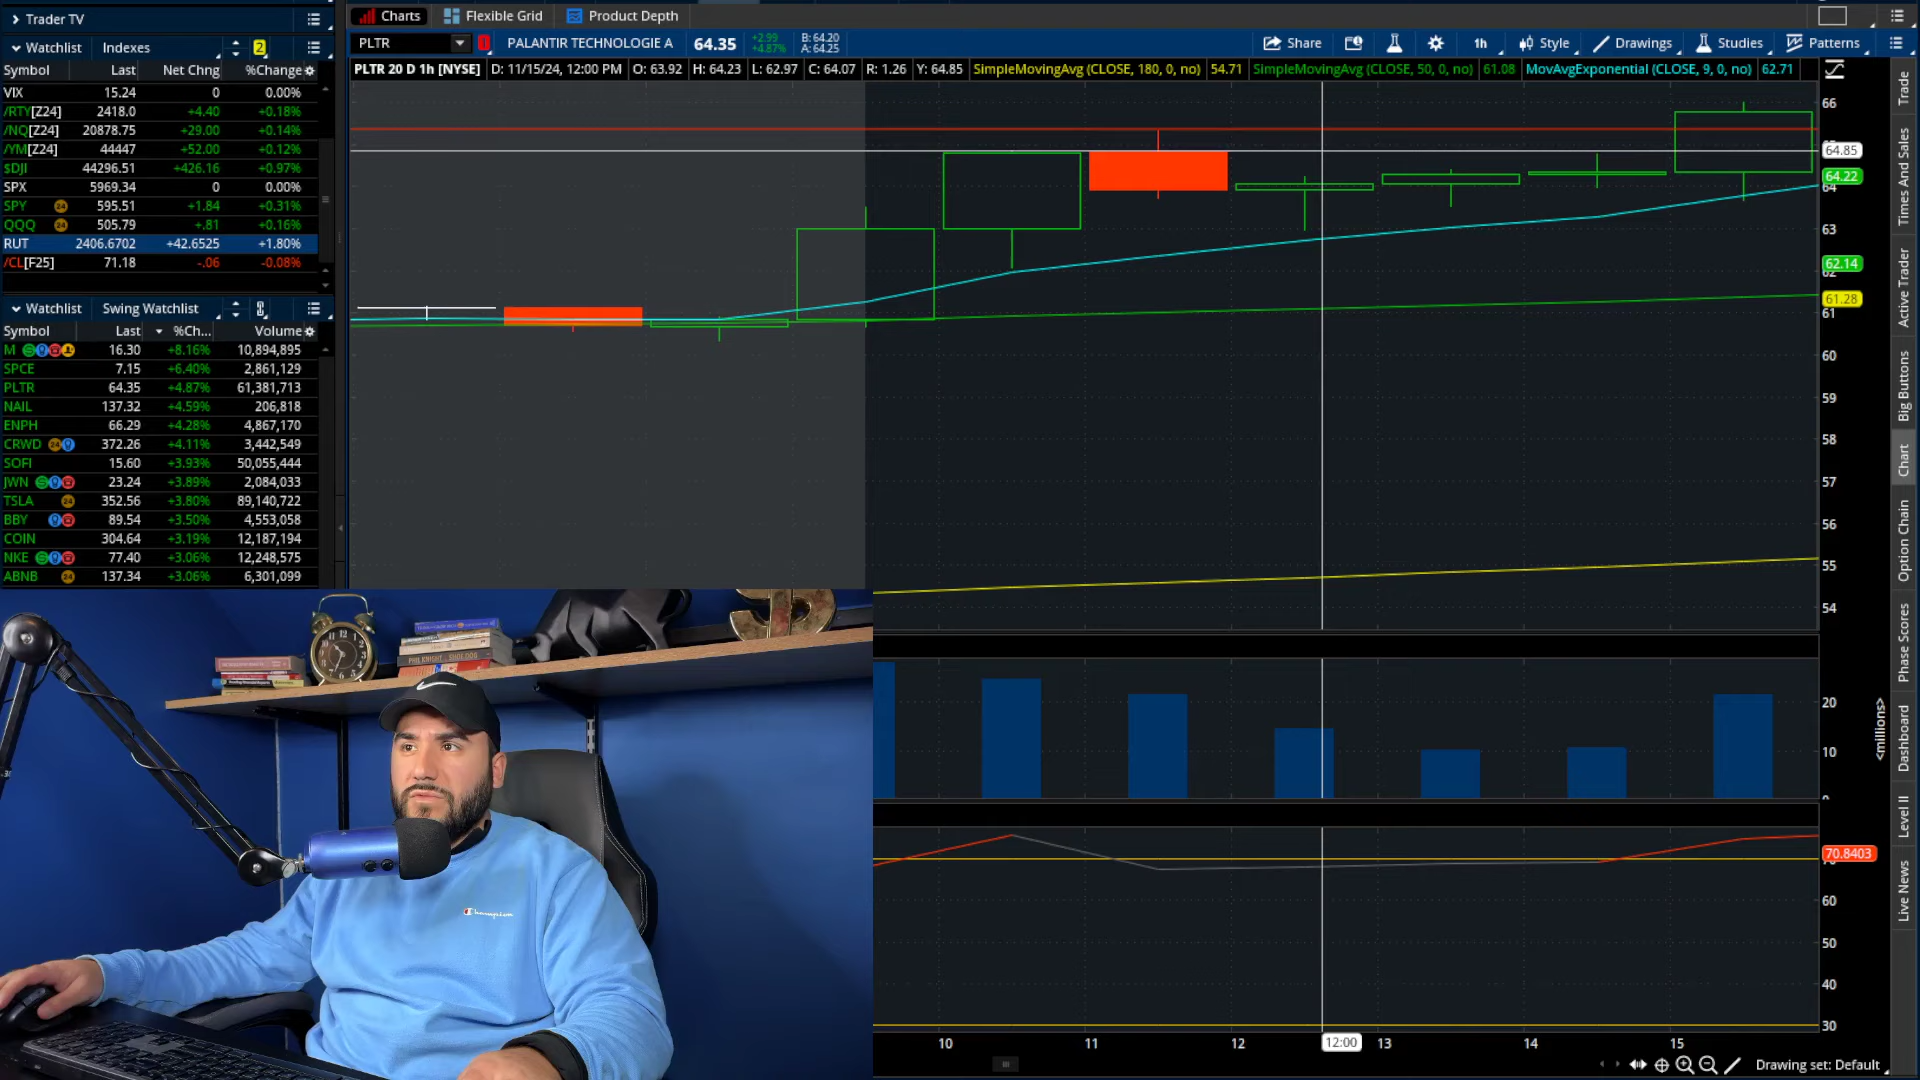 Trader TV
Watchlist Indexes 2
Symbol Last Net Chng %Change
VIX 15.24 0 0.00%
/RTY[Z24] 2418.0 +4.40 +0.18%
/NQ[Z24] 20878.75 +29.00 +0.14%
/YM[Z24] 44447 +52.00 +0.12%
$DJI 44296.51 +426.16 +0.97%
SPX 5969.34 0 0.00%
SPY 24 595.51 +1.84 +0.31%
QQQ 24 505.79 +.81 +0.16%
RUT 2406.6702 +42.6525 +1.80%
/CL[F25] 71.18 -.06 -0.08%
Watchlist Swing Watchlist
Symbol Last %Ch... Volume
M 16.30 +8.16% 10,894,895
SPCE 7.15 +6.40% 2,861,129
PLTR 64.35 +4.87% 61,381,713
NAIL 137.32 +4.59% 206,818
ENPH 66.29 +4.28% 4,867,170
CRWD 24 372.26 +4.11% 3,442,549
SOFI 15.60 +3.93% 50,055,444
JWN 23.24 +3.89% 2,084,033
TSLA 24 352.56 +3.80% 89,140,722
BBY 89.54 +3.50% 4,553,058
COIN 304.64 +3.19% 12,187,194
NKE 77.40 +3.06% 12,248,575
ABNB 24 137.34 +3.06% 6,301,099
Charts Flexible Grid Product Depth
PLTR PALANTIR TECHNOLOGIE A 64.35 +2.99 +4.87% B: 64.20 A: 64.25 Share 1h Style Drawings Studies Patterns
PLTR 20 D 1h [NYSE] D: 11/15/24, 12:00 PM O: 63.92 H: 64.23 L: 62.97 C: 64.07 R: 1.26 Y: 64.85 SimpleMovingAvg (CLOSE, 180, 0, no) 54.71 SimpleMovingAvg (CLOSE, 50, 0, no) 61.08 MovAvgExponential (CLOSE, 9, 0, no) 62.71
66
64.85
64.22
64
63
62.14
61.28
61
60
59
58
57
56
55
54
20
10
<millions>
70.8403
60
50
40
30
10 11 12 12:00 13 14 15
Drawing set: Default
Trade
Times And Sales
Active Trader
Big Buttons
Chart
Option Chain
Phase Scores
Dashboard
Level II
Live News
PHIL KNIGHT SHOE DOG
Champion